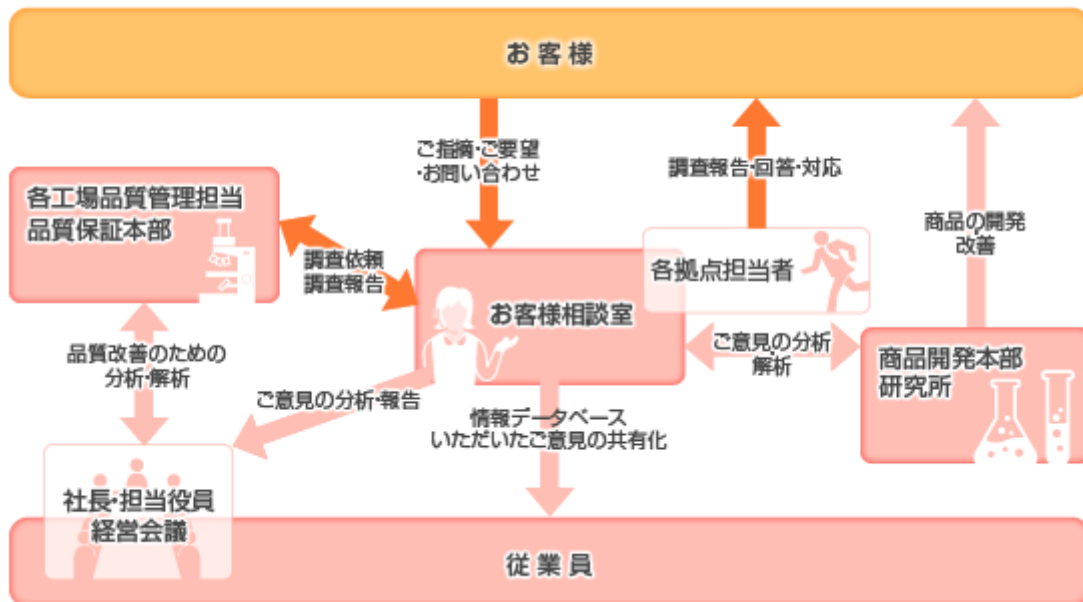 お客様
ご指摘・ご要望
・お問い合わせ
調査報告・回答・対応
商品の開発
改善
各工場品質管理担当
品質保証本部
調査依頼
調査報告
お客様相談室
各拠点担当者
ご意見の分析
解析
商品開発本部
研究所
品質改善のための
分析・解析
ご意見の分析・報告
情報データベース
いただいたご意見の共有化
社長・担当役員
経営会議
従業員